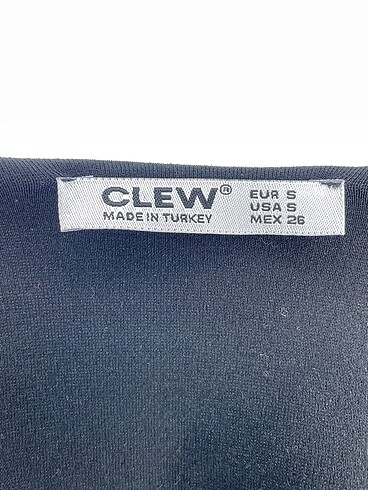 CLEW®
MADE IN TURKEY
EUR S
USA S
MEX 26